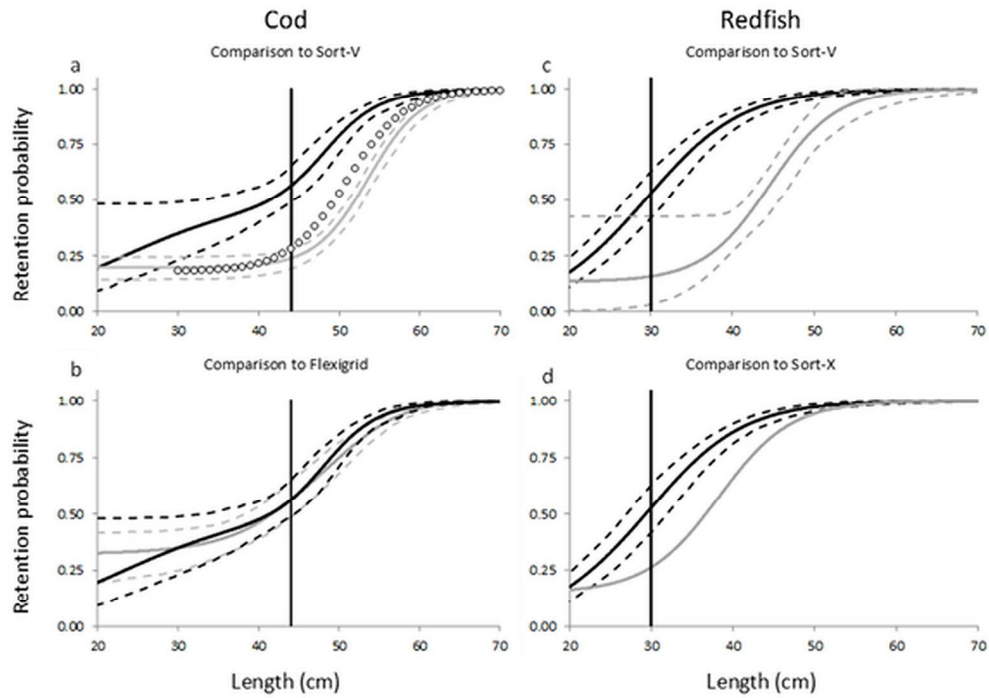 Cod
Redfish
a
Comparison to Sort-V
c
Comparison to Sort-V
Retention probability
1.00
0.75
0.50
0.25
0.00
20 30 40 50 60 70
1.00
0.75
0.50
0.25
0.00
20 30 40 50 60 70
b
Comparison to Flexigrid
d
Comparison to Sort-X
Retention probability
1.00
0.75
0.50
0.25
0.00
20 30 40 50 60 70
1.00
0.75
0.50
0.25
0.00
20 30 40 50 60 70
Length (cm)
Length (cm)